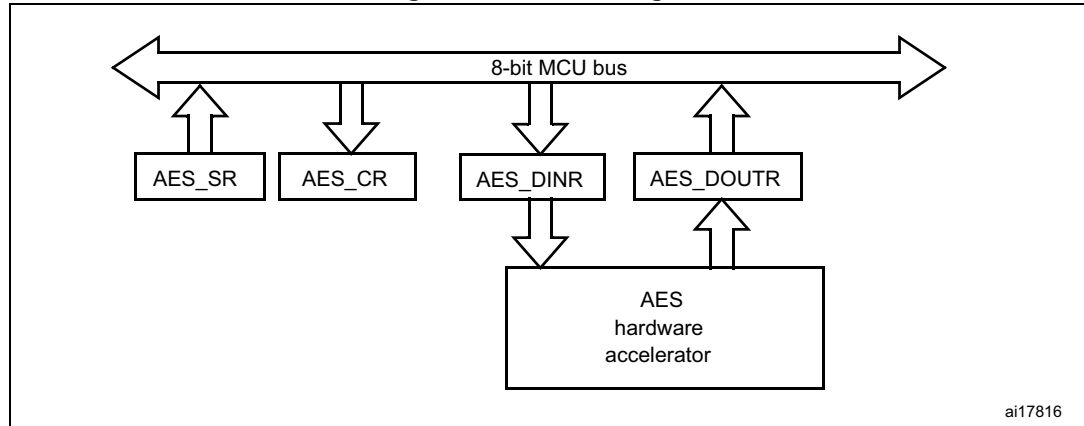 8-bit MCU bus
AES_SR AES_CR AES_DINR AES_DOUTR
AES
hardware
accelerator
ai17816